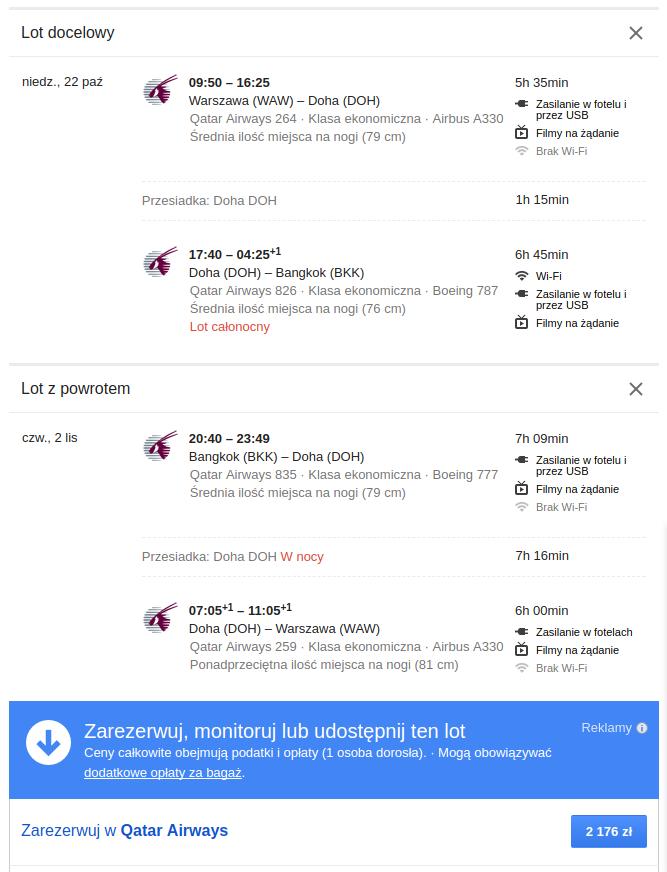 Lot docelowy
niedz., 22 paź
09:50 – 16:25
5h 35min
Warszawa (WAW) – Doha (DOH)
Qatar Airways 264 · Klasa ekonomiczna · Airbus A330
Średnia ilość miejsca na nogi (79 cm)
Zasilanie w fotelu i
przez USB
Filmy na żądanie
Brak Wi-Fi
Przesiadka: Doha DOH
1h 15min
17:40 – 04:25+1
6h 45min
Doha (DOH) – Bangkok (BKK)
Qatar Airways 826 · Klasa ekonomiczna · Boeing 787
Średnia ilość miejsca na nogi (76 cm)
Lot całonocny
Wi-Fi
Zasilanie w fotelu i
przez USB
Filmy na żądanie
Lot z powrotem
czw., 2 lis
20:40 – 23:49
7h 09min
Bangkok (BKK) – Doha (DOH)
Qatar Airways 835 · Klasa ekonomiczna · Boeing 777
Średnia ilość miejsca na nogi (79 cm)
Zasilanie w fotelu i
przez USB
Filmy na żądanie
Brak Wi-Fi
Przesiadka: Doha DOH W nocy
7h 16min
07:05+1 – 11:05+1
6h 00min
Doha (DOH) – Warszawa (WAW)
Qatar Airways 259 · Klasa ekonomiczna · Airbus A330
Ponadprzeciętna ilość miejsca na nogi (81 cm)
Zasilanie w fotelach
Filmy na żądanie
Brak Wi-Fi
Zarezerwuj, monitoruj lub udostępnij ten lot
Reklamy
Ceny całkowite obejmują podatki i opłaty (1 osoba dorosła). · Mogą obowiązywać
dodatkowe opłaty za bagaż.
Zarezerwuj w Qatar Airways
2 176 zł